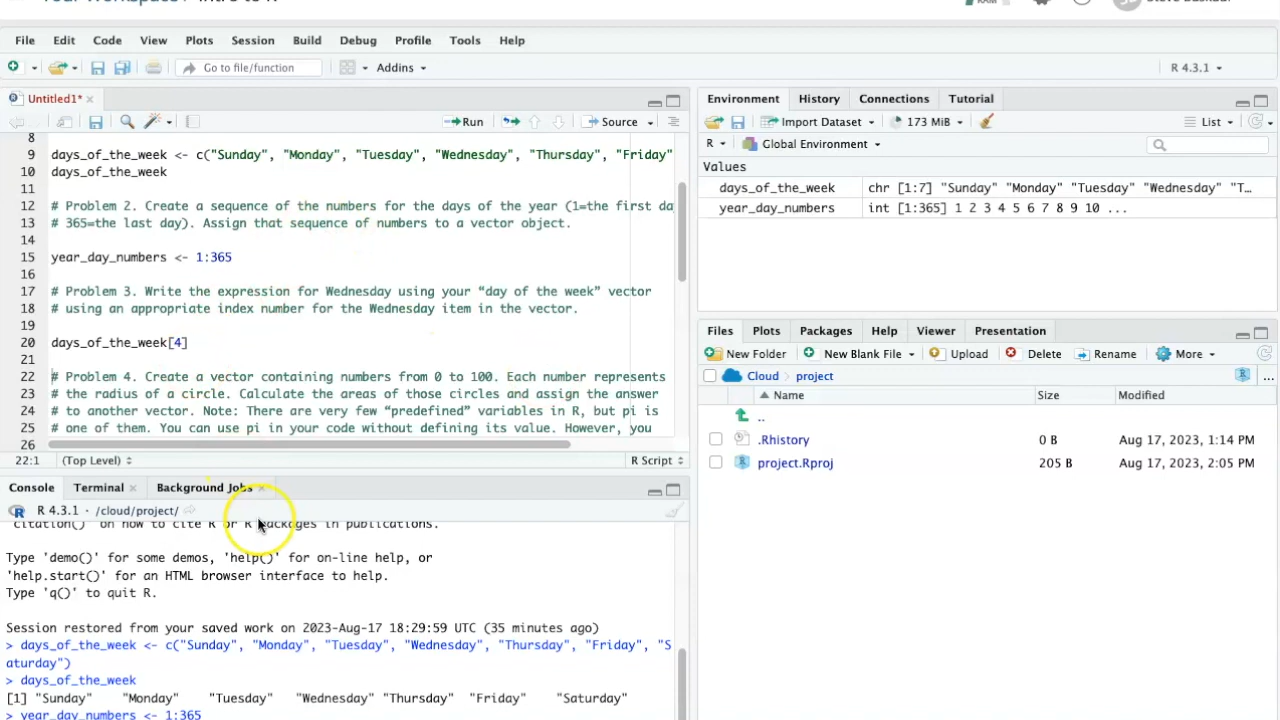 File Edit Code View Plots Session Build Debug Profile Tools Help
Go to file/function Addins R 4.3.1
Untitled1*
Run Source
8
9 days_of_the_week <- c("Sunday", "Monday", "Tuesday", "Wednesday", "Thursday", "Friday"
10 days_of_the_week
11
12 # Problem 2. Create a sequence of the numbers for the days of the year (1=the first da
13 # 365=the last day). Assign that sequence of numbers to a vector object.
14
15 year_day_numbers <- 1:365
16
17 # Problem 3. Write the expression for Wednesday using your “day of the week” vector
18 # using an appropriate index number for the Wednesday item in the vector.
19
20 days_of_the_week[4]
21
22 # Problem 4. Create a vector containing numbers from 0 to 100. Each number represents
23 # the radius of a circle. Calculate the areas of those circles and assign the answer
24 # to another vector. Note: There are very few “predefined” variables in R, but pi is
25 # one of them. You can use pi in your code without defining its value. However, you
26
22:1 (Top Level) R Script
Console Terminal Background Jobs
R 4.3.1 · /cloud/project/
'citation()' on how to cite R or R packages in publications.
Type 'demo()' for some demos, 'help()' for on-line help, or
'help.start()' for an HTML browser interface to help.
Type 'q()' to quit R.
Session restored from your saved work on 2023-Aug-17 18:29:59 UTC (35 minutes ago)
> days_of_the_week <- c("Sunday", "Monday", "Tuesday", "Wednesday", "Thursday", "Friday", "S
aturday")
> days_of_the_week
[1] "Sunday" "Monday" "Tuesday" "Wednesday" "Thursday" "Friday" "Saturday"
> year_day_numbers <- 1:365
Environment History Connections Tutorial
Import Dataset 173 MiB List
R Global Environment
Values
days_of_the_week chr [1:7] "Sunday" "Monday" "Tuesday" "Wednesday" "T…
year_day_numbers int [1:365] 1 2 3 4 5 6 7 8 9 10 ...
Files Plots Packages Help Viewer Presentation
New Folder New Blank File Upload Delete Rename More ...
Cloud project
Name Size Modified
..
.Rhistory 0 B Aug 17, 2023, 1:14 PM
project.Rproj 205 B Aug 17, 2023, 2:05 PM